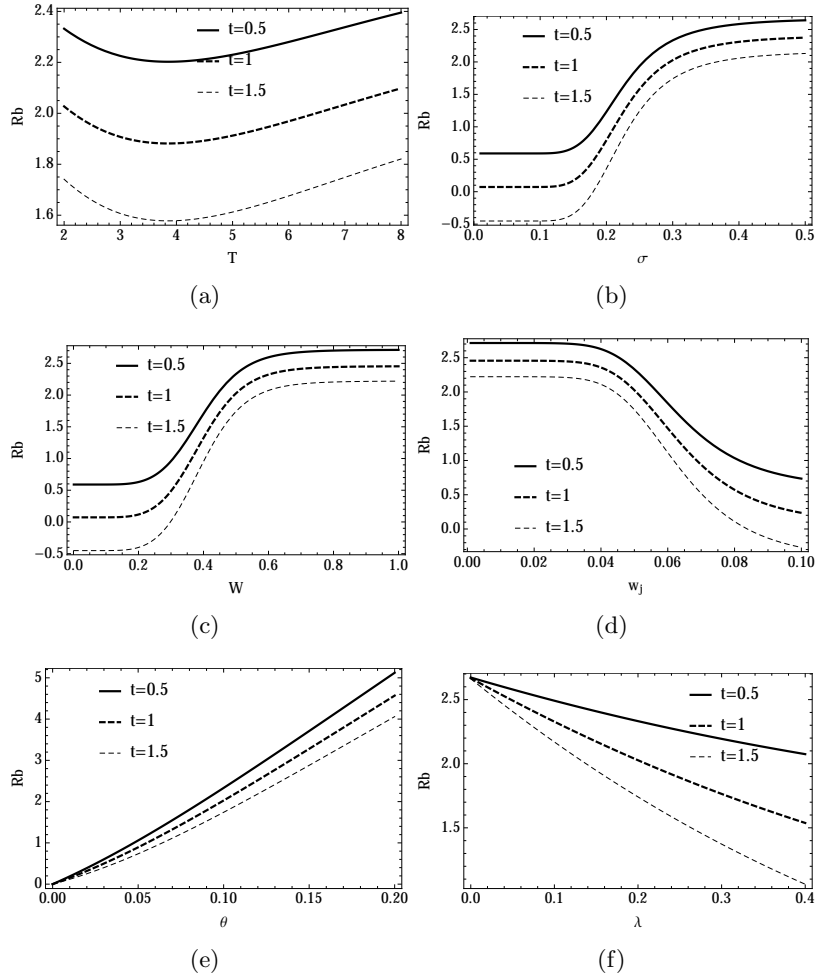 2.4
2.2
2.0
1.8
1.6
Rb
t=0.5
t=1
t=1.5
2 3 4 5 6 7 8
T
(a)
2.5
2.0
1.5
1.0
0.5
0.0
-0.5
Rb
t=0.5
t=1
t=1.5
0.0 0.1 0.2 0.3 0.4 0.5
σ
(b)
2.5
2.0
1.5
1.0
0.5
0.0
-0.5
Rb
t=0.5
t=1
t=1.5
0.0 0.2 0.4 0.6 0.8 1.0
W
(c)
2.5
2.0
1.5
1.0
0.5
0.0
Rb
t=0.5
t=1
t=1.5
0.00 0.02 0.04 0.06 0.08 0.10
wj
(d)
5
4
3
2
1
0
Rb
t=0.5
t=1
t=1.5
0.00 0.05 0.10 0.15 0.20
θ
(e)
2.5
2.0
1.5
Rb
t=0.5
t=1
t=1.5
0.0 0.1 0.2 0.3 0.4
λ
(f)